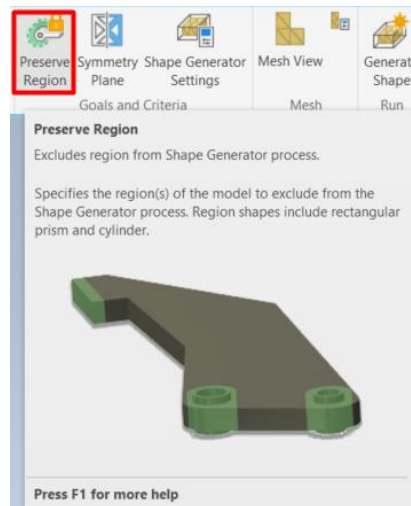 Preserve Symmetry Shape Generator Mesh View Generat
Region Plane Settings Shape
Goals and Criteria Mesh Run
Preserve Region
Excludes region from Shape Generator process.
Specifies the region(s) of the model to exclude from the
Shape Generator process. Region shapes include rectangular
prism and cylinder.
Press F1 for more help